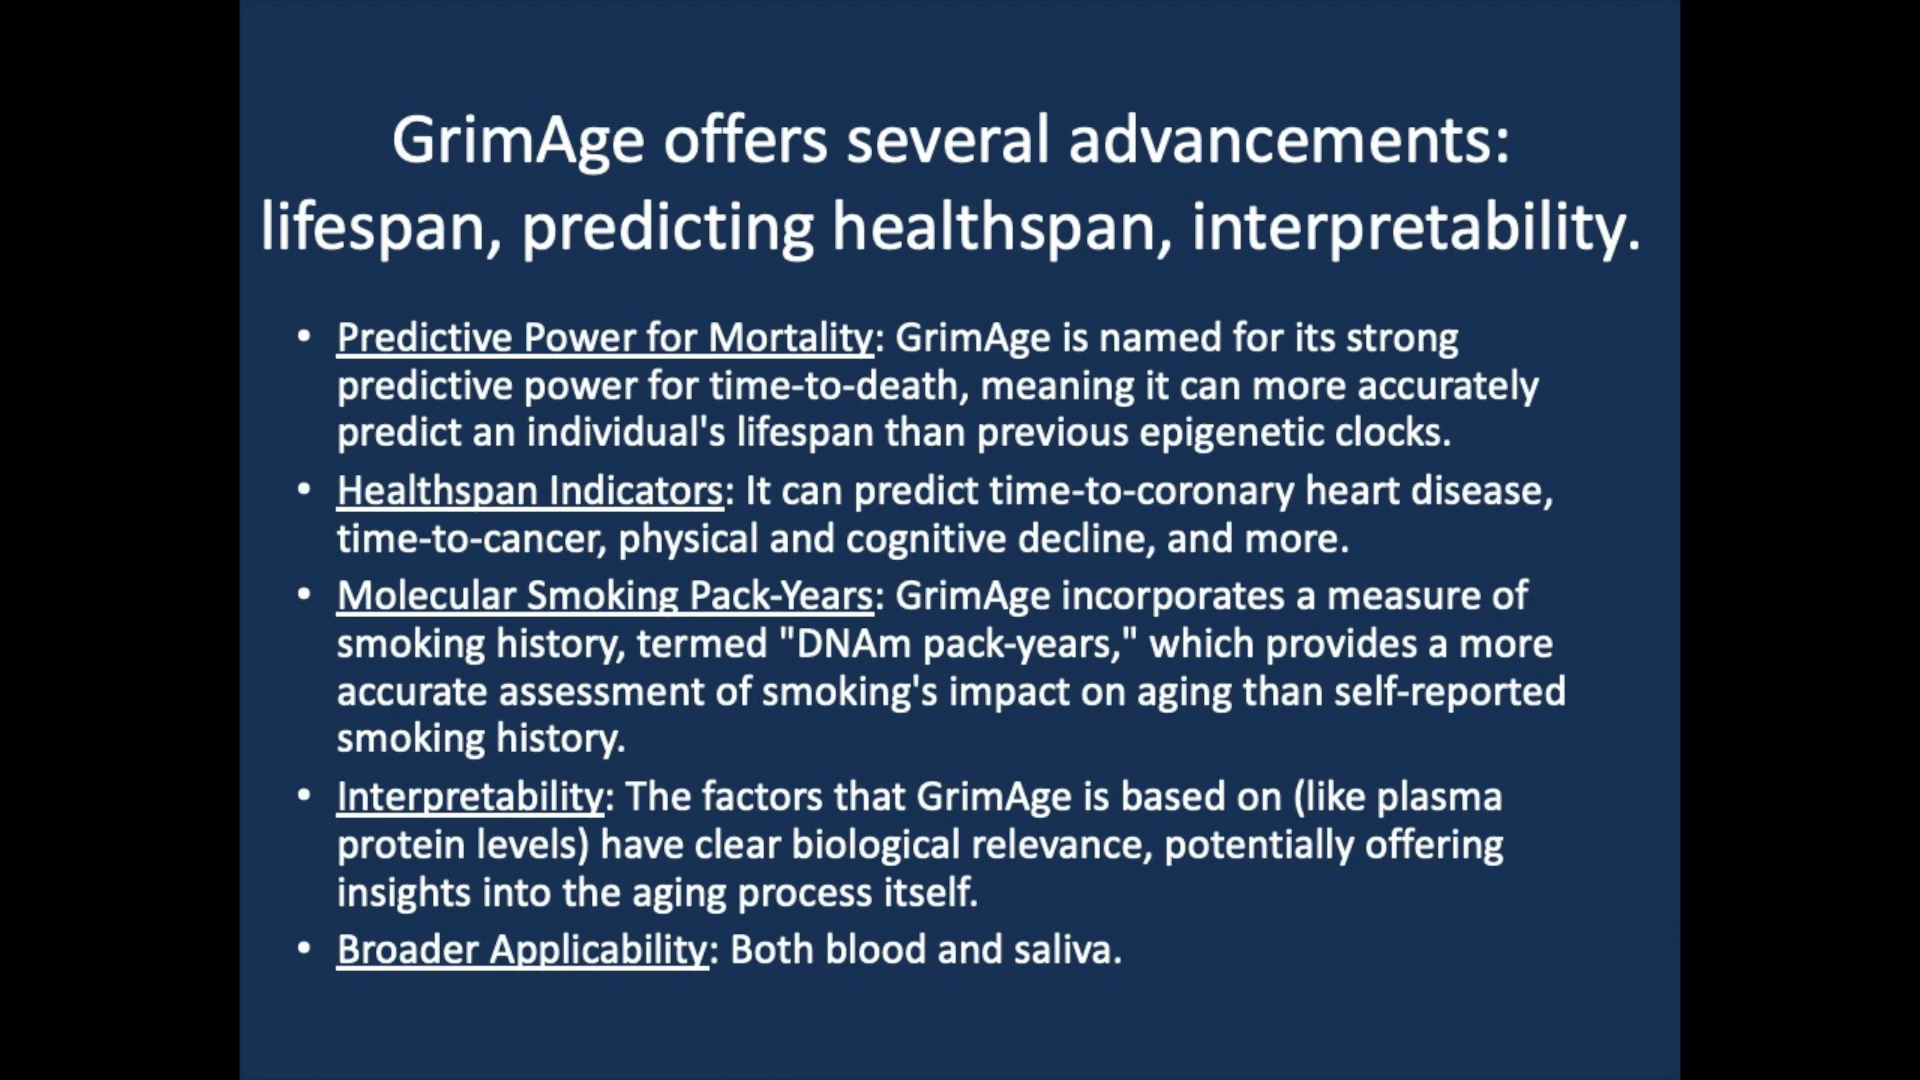 GrimAge offers several advancements:
lifespan, predicting healthspan, interpretability.
• Predictive Power for Mortality: GrimAge is named for its strong
predictive power for time-to-death, meaning it can more accurately
predict an individual's lifespan than previous epigenetic clocks.
• Healthspan Indicators: It can predict time-to-coronary heart disease,
time-to-cancer, physical and cognitive decline, and more.
• Molecular Smoking Pack-Years: GrimAge incorporates a measure of
smoking history, termed "DNAm pack-years," which provides a more
accurate assessment of smoking's impact on aging than self-reported
smoking history.
• Interpretability: The factors that GrimAge is based on (like plasma
protein levels) have clear biological relevance, potentially offering
insights into the aging process itself.
• Broader Applicability: Both blood and saliva.